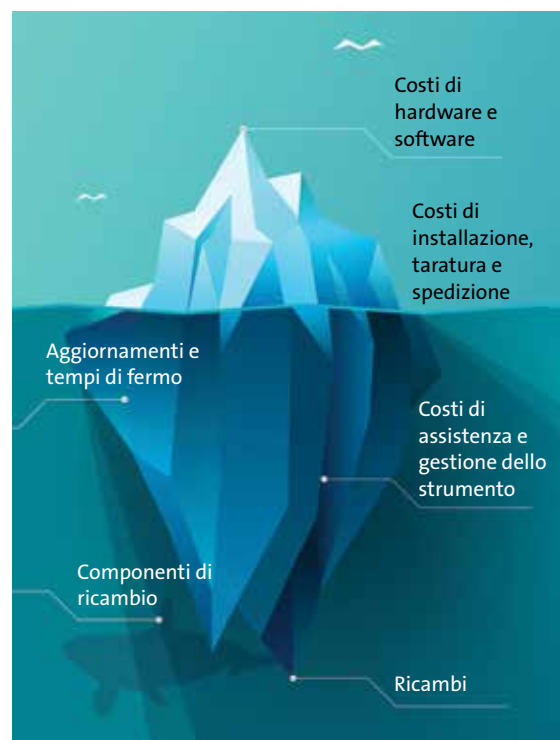 Costi di
hardware e
software
Costi di
installazione,
taratura e
spedizione
Aggiornamenti e
tempi di fermo
Costi di
assistenza e
gestione dello
strumento
Componenti di
ricambio
Ricambi